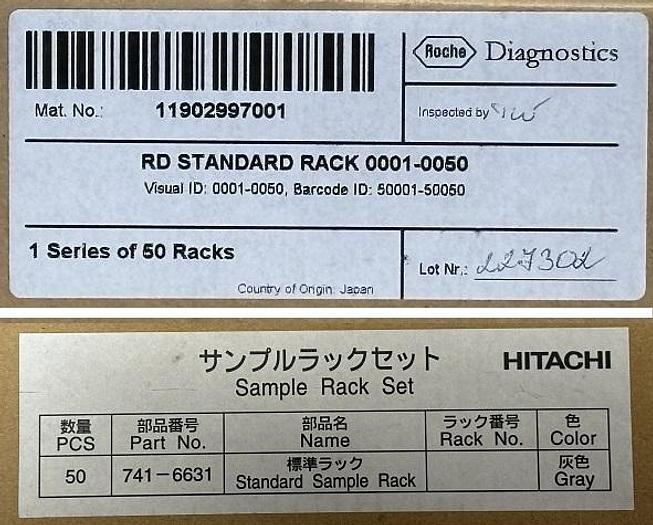 Roche Diagnostics
Mat. No.: 11902997001
Inspected by
RD STANDARD RACK 0001-0050
Visual ID: 0001-0050, Barcode ID: 50001-50050
1 Series of 50 Racks
Lot Nr.: 227302
Country of Origin: Japan
サンプルラックセット HITACHI
Sample Rack Set
数量 部品番号 部品名 ラック番号 色
PCS Part No. Name Rack No. Color
標準ラック 灰色
50 741-6631 Standard Sample Rack Gray